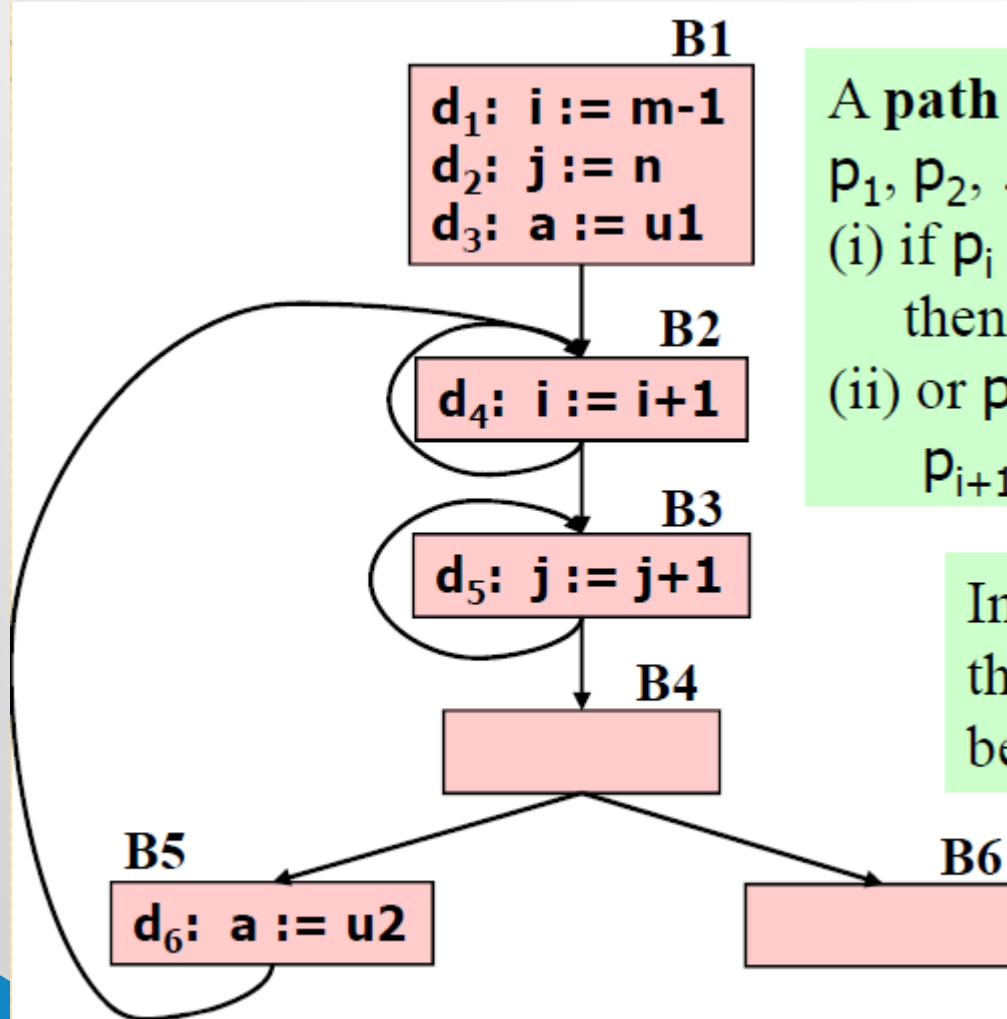 B1
d₁: i := m-1
d₂: j := n
d₃: a := u1
B2
d₄: i := i+1
B3
d₅: j := j+1
B4
B5
d₆: a := u2
B6
A path
p₁, p₂, .
(i) if pᵢ
then
(ii) or p
pᵢ₊₁
In
th
be